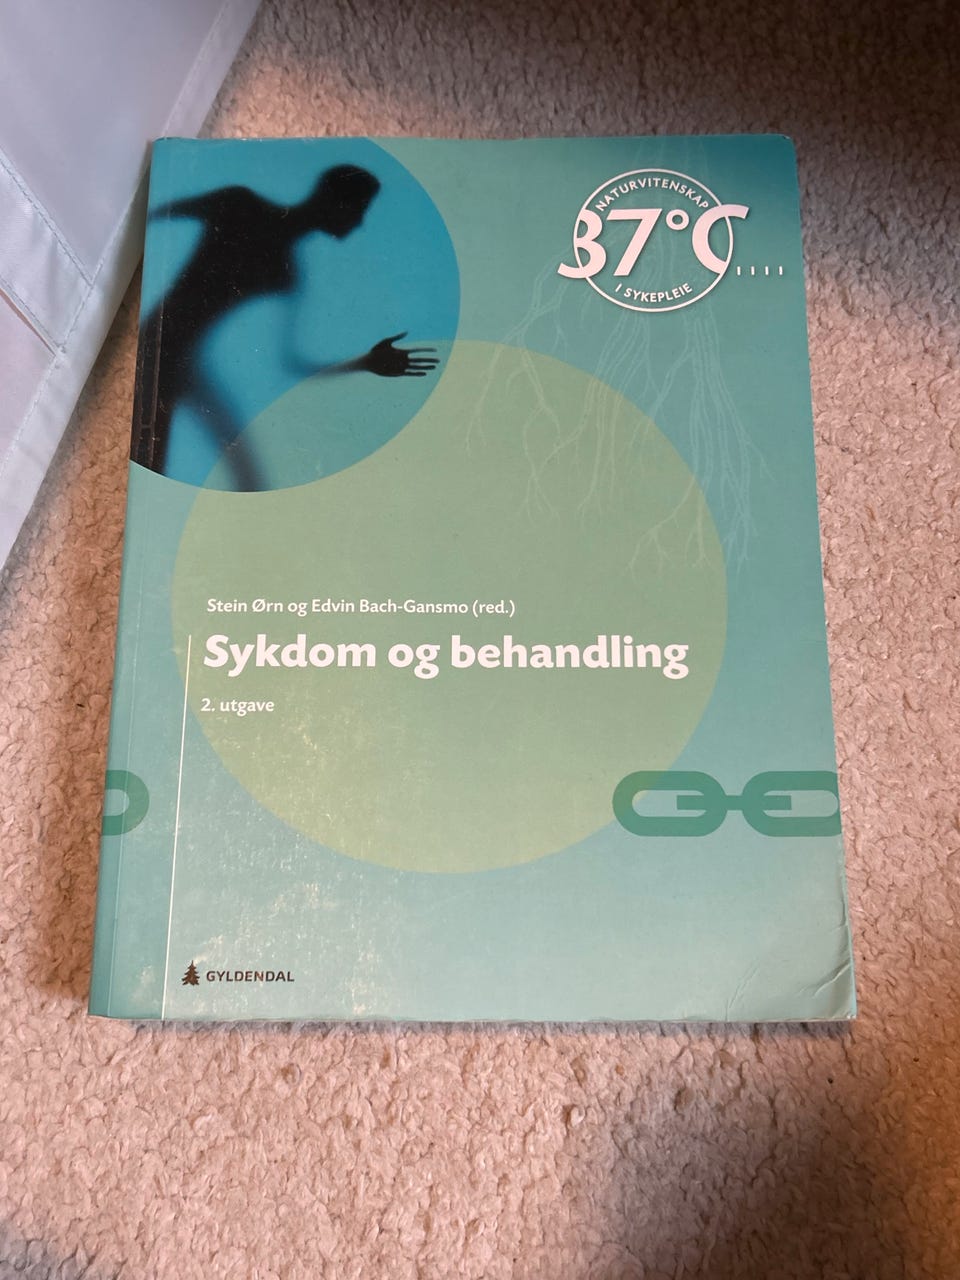 NATURVITENSKAP
37°C
I SYKEPLEIE
Stein Ørn og Edvin Bach-Gansmo (red.)
Sykdom og behandling
2. utgave
GYLDENDAL